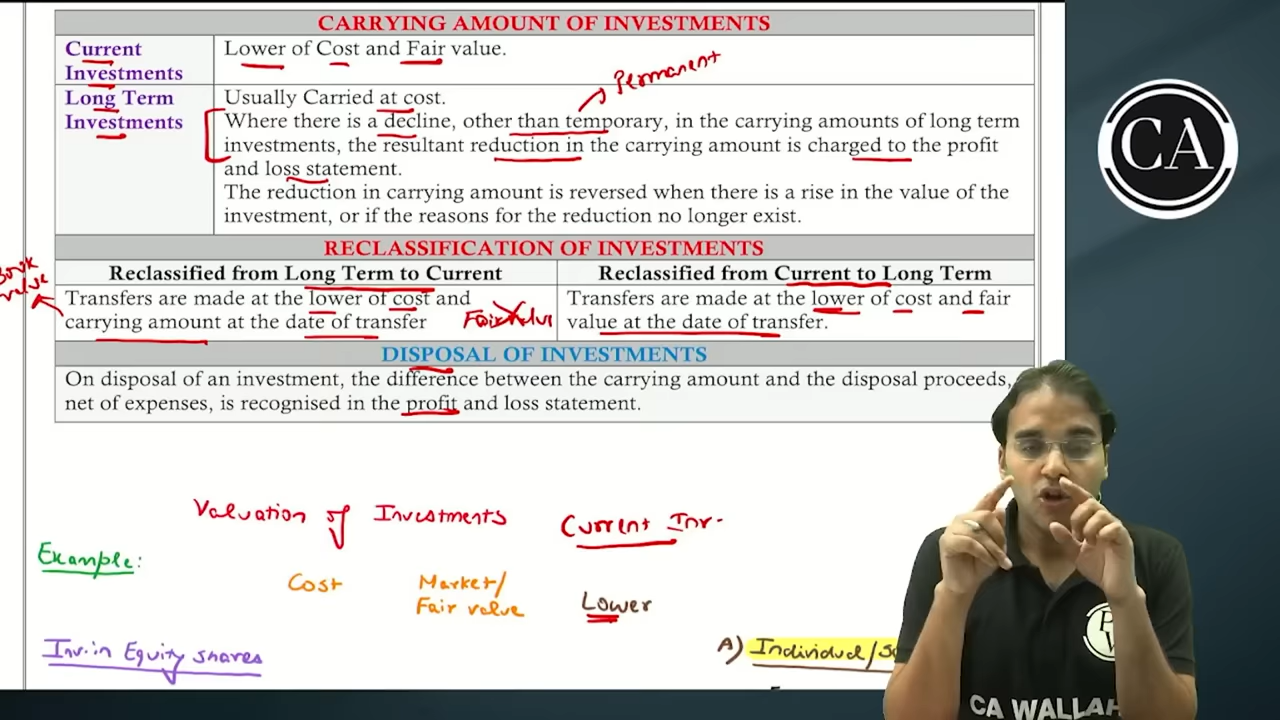 CARRYING AMOUNT OF INVESTMENTS
Current
Investments
Lower of Cost and Fair value.
Permanent
Long Term
Investments
Usually Carried at cost.
Where there is a decline, other than temporary, in the carrying amounts of long term
investments, the resultant reduction in the carrying amount is charged to the profit
and loss statement.
The reduction in carrying amount is reversed when there is a rise in the value of the
investment, or if the reasons for the reduction no longer exist.
RECLASSIFICATION OF INVESTMENTS
Reclassified from Long Term to Current
Reclassified from Current to Long Term
Book
value
Transfers are made at the lower of cost and
carrying amount at the date of transfer
Fair value
Transfers are made at the lower of cost and fair
value at the date of transfer.
DISPOSAL OF INVESTMENTS
On disposal of an investment, the difference between the carrying amount and the disposal proceeds,
net of expenses, is recognised in the profit and loss statement.
Valuation of Investments
Current Inv.
Example:
Cost
Market/
Fair value
Lower
Inv.in Equity shares
A) Individual/
CA
PW
CA WALLAH